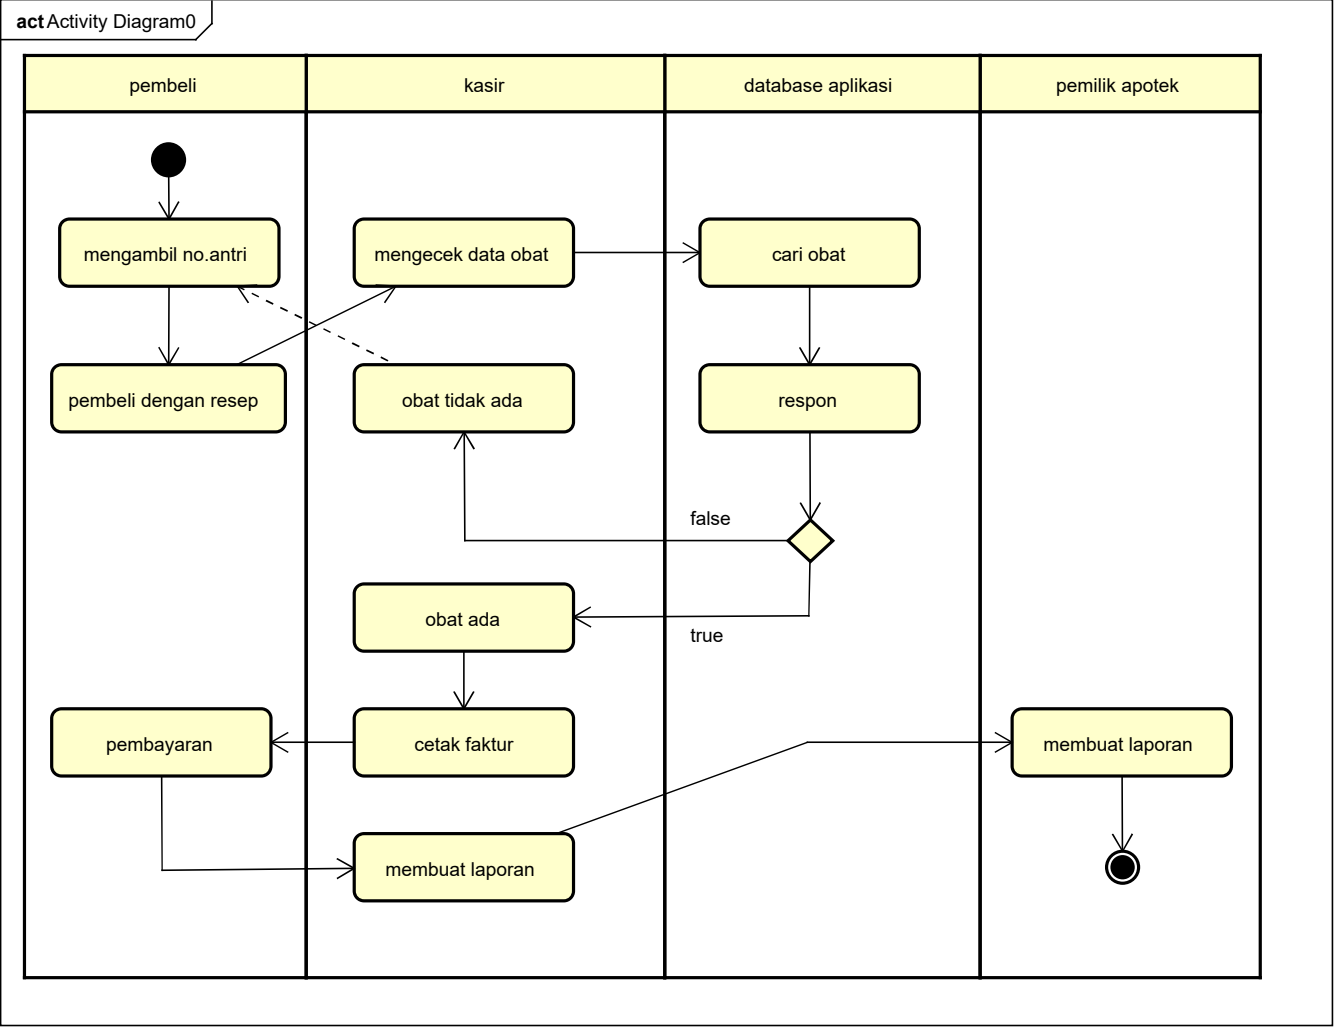 act Activity Diagram0
pembeli
kasir
database aplikasi
pemilik apotek
mengambil no.antri
mengecek data obat
cari obat
pembeli dengan resep
obat tidak ada
respon
false
obat ada
true
pembayaran
cetak faktur
membuat laporan
membuat laporan